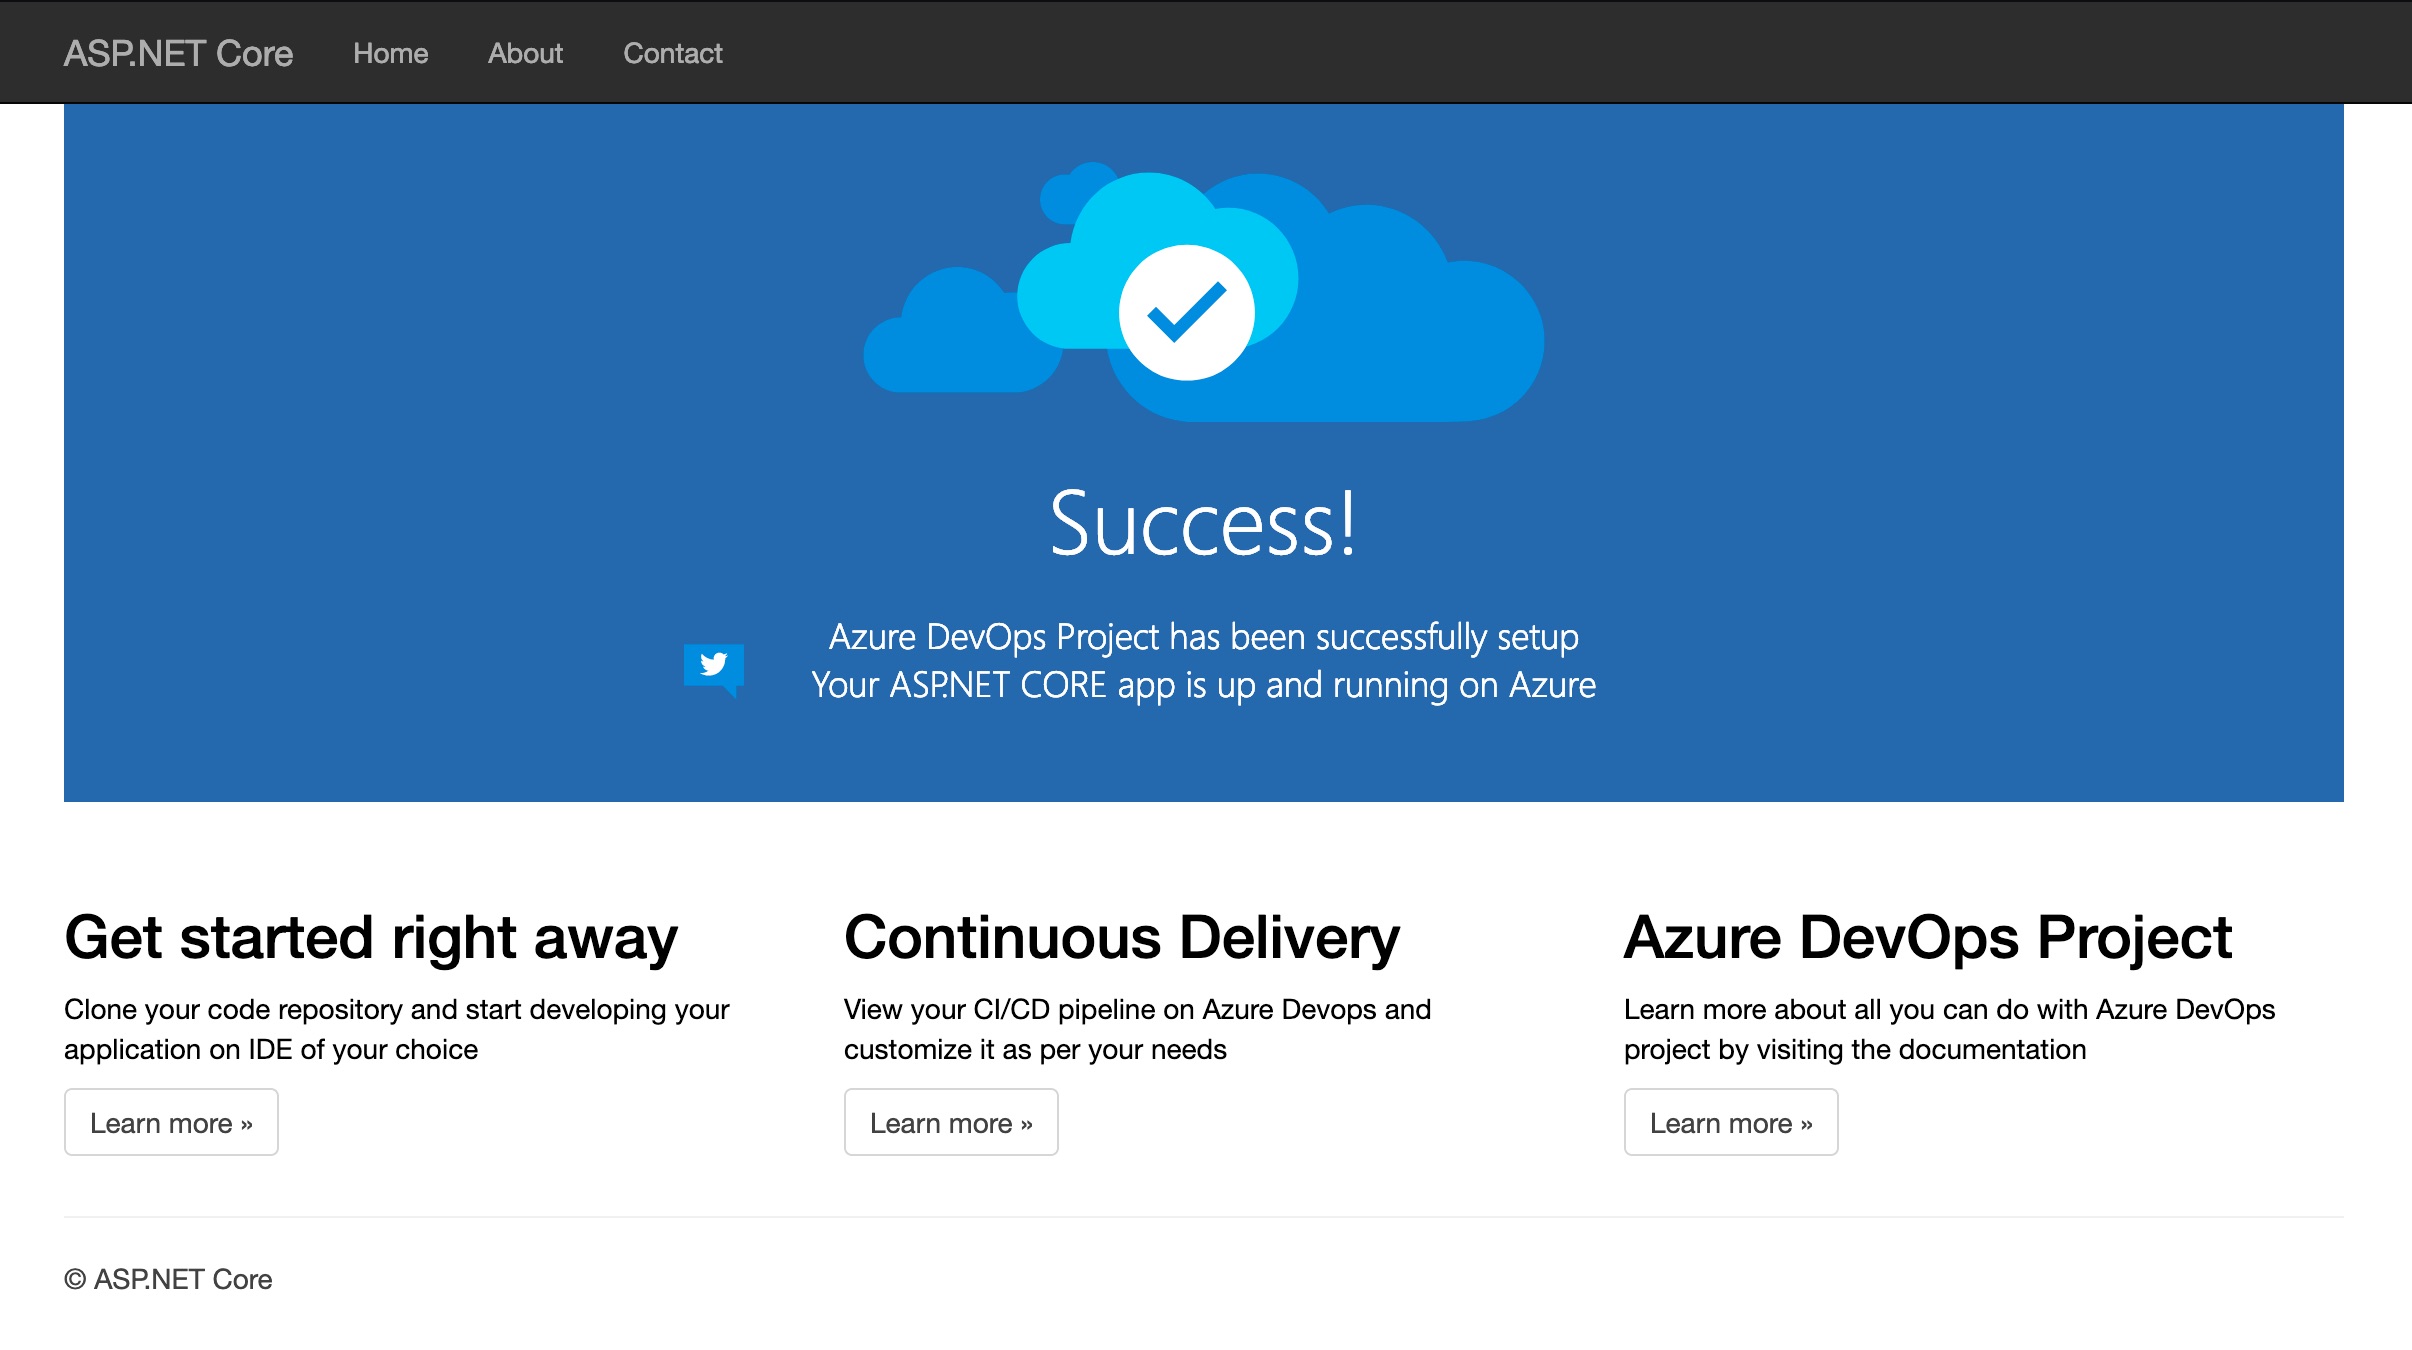 ASP.NET Core Home About Contact
Success!
Azure DevOps Project has been successfully setup
Your ASP.NET CORE app is up and running on Azure
Get started right away
Clone your code repository and start developing your
application on IDE of your choice
Learn more »
Continuous Delivery
View your CI/CD pipeline on Azure Devops and
customize it as per your needs
Learn more »
Azure DevOps Project
Learn more about all you can do with Azure DevOps
project by visiting the documentation
Learn more »
© ASP.NET Core